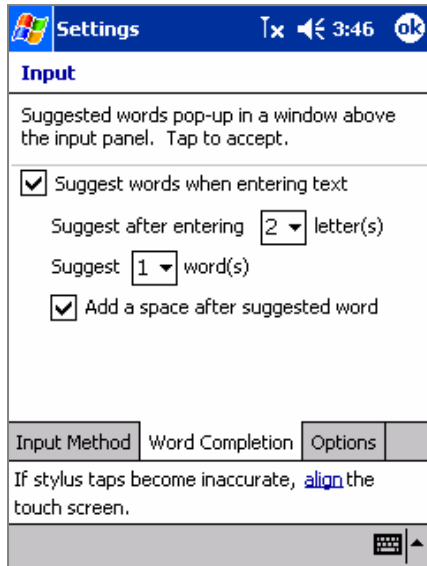 Settings 3:46 ok
Input
Suggested words pop-up in a window above
the input panel. Tap to accept.
Suggest words when entering text
Suggest after entering 2 letter(s)
Suggest 1 word(s)
Add a space after suggested word
Input Method Word Completion Options
If stylus taps become inaccurate, align the
touch screen.